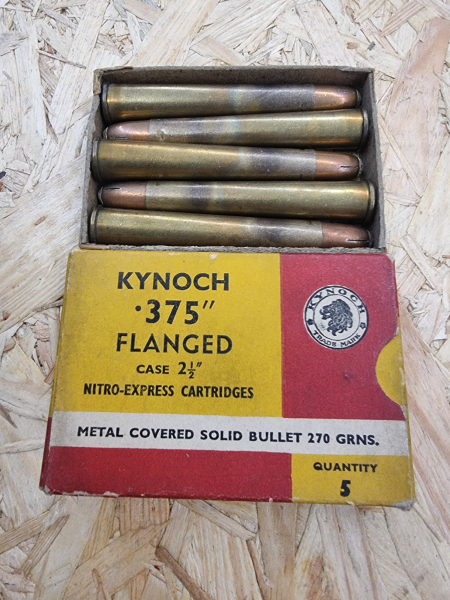 KYNOCH
·375"
FLANGED
CASE 2½"
NITRO-EXPRESS CARTRIDGES
KYNOCH
TRADE MARK
METAL COVERED SOLID BULLET 270 GRNS.
QUANTITY
5